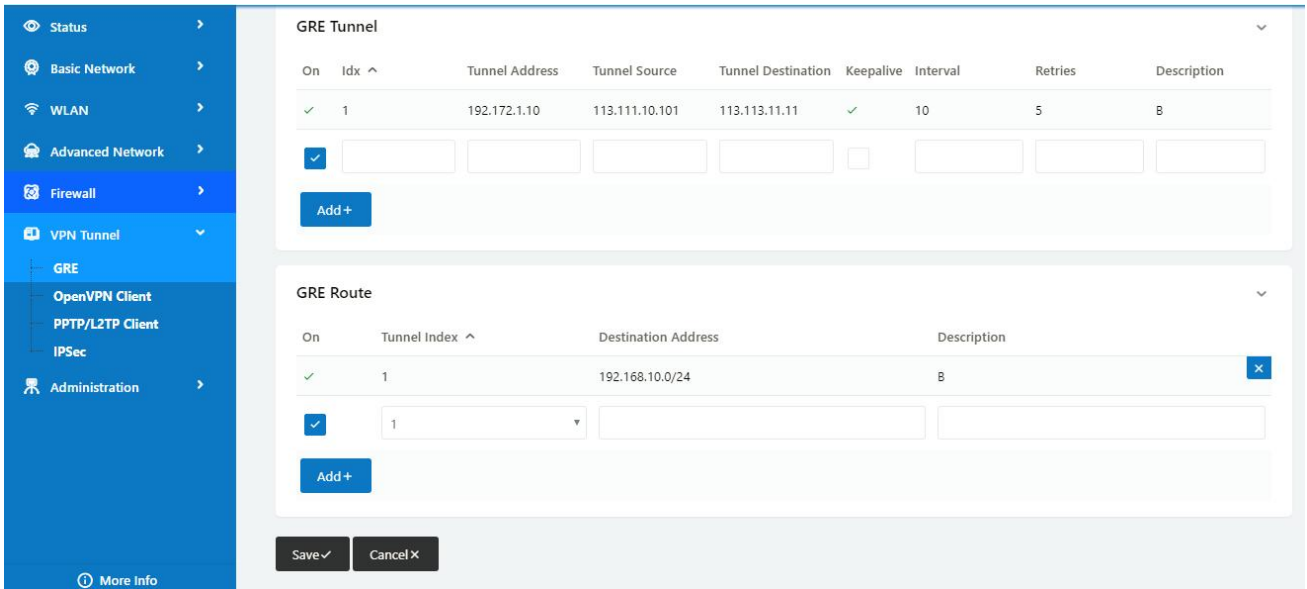 Status
Basic Network
WLAN
Advanced Network
Firewall
VPN Tunnel
GRE
OpenVPN Client
PPTP/L2TP Client
IPSec
Administration
More Info
GRE Tunnel
On Idx Tunnel Address Tunnel Source Tunnel Destination Keepalive Interval Retries Description
1 192.172.1.10 113.111.10.101 113.113.11.11 10 5 B
Add+
GRE Route
On Tunnel Index Destination Address Description
1 192.168.10.0/24 B
1
Add+
Save Cancel